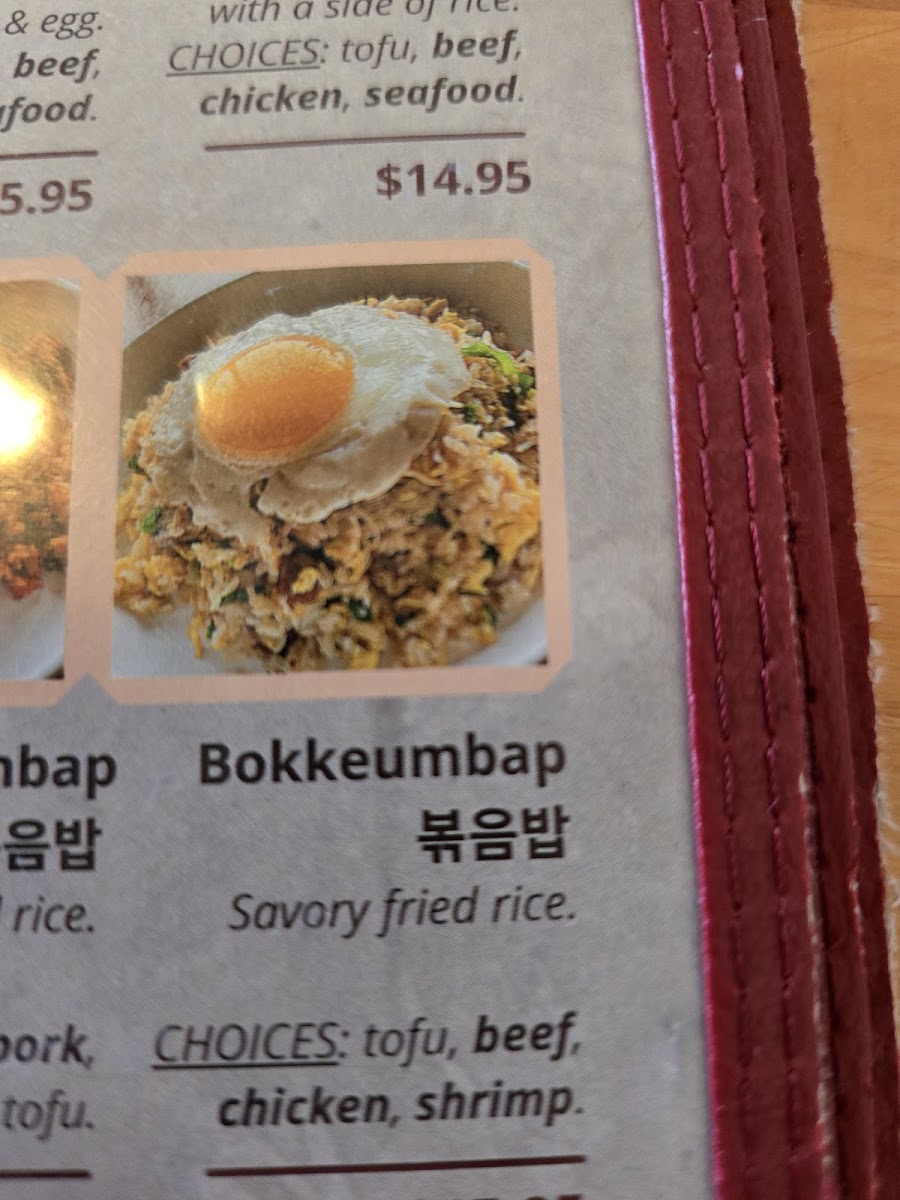 & egg.
beef,
food.
5.95
with a side of rice.
CHOICES: tofu, beef,
chicken, seafood.
$14.95
bap
음밥
rice.
pork,
tofu.
Bokkeumbap
볶음밥
Savory fried rice.
CHOICES: tofu, beef,
chicken, shrimp.